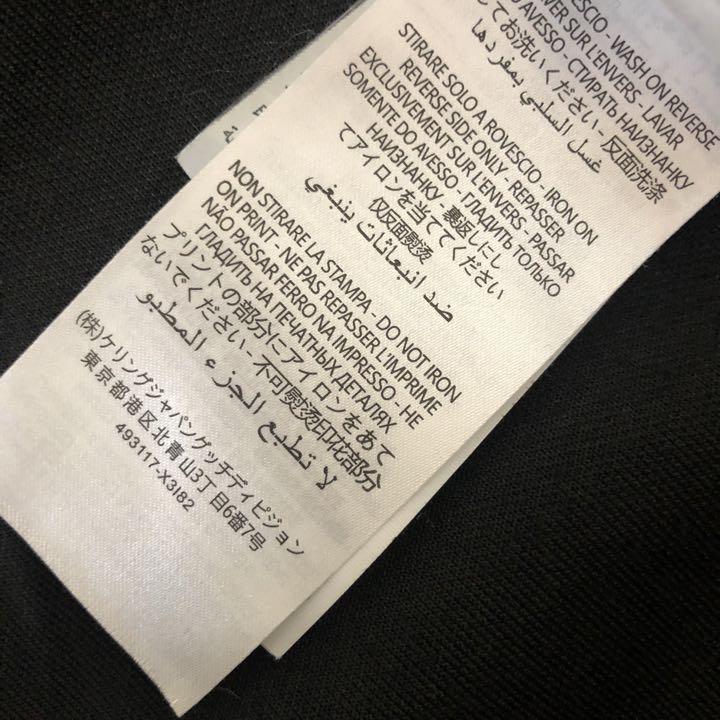 ROVESCIO - WASH ON REVERSE
OVER SUR L'ENVERS - LAVAR
AVESSO - СТИРАТЬ НАИЗНАНКУ
してお洗いください - 反面洗涤
غسل السلبي بمفردها
STIRARE SOLO A ROVESCIO - IRON ON
REVERSE SIDE ONLY - REPASSER
EXCLUSIVEMENT SUR L'ENVERS - PASSAR
SOMENTE DO AVESSO - ГЛАДИТЬ ТОЛЬКО
НАИЗНАНКУ - 裏返しにし
てアイロンを当ててください
仅反面熨烫
ضد انبعاثات ينبغي
NON STIRARE LA STAMPA - DO NOT IRON
ON PRINT - NE PAS REPASSER L'IMPRIME
NÃO PASSAR FERRO NA IMPRESSO - НЕ
ГЛАДИТЬ НА ПЕЧАТНЫХ ДЕТАЛЯХ
プリントの部分にアイロンをあて
ないでください - 不可熨烫印花部分
لا تطبع الجزء المطبو
(株)ケリングジャパングッチディビジョン
東京都港区北青山3丁目6番7号
493117-X3I82